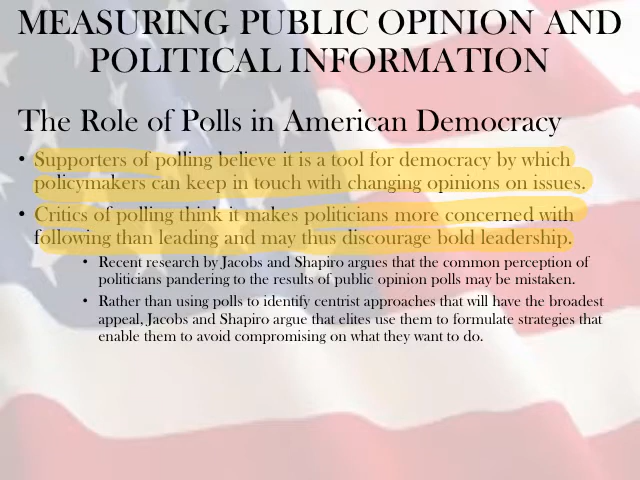 MEASURING PUBLIC OPINION AND
POLITICAL INFORMATION
The Role of Polls in American Democracy
• Supporters of polling believe it is a tool for democracy by which
policymakers can keep in touch with changing opinions on issues.
• Critics of polling think it makes politicians more concerned with
following than leading and may thus discourage bold leadership.
• Recent research by Jacobs and Shapiro argues that the common perception of
politicians pandering to the results of public opinion polls may be mistaken.
• Rather than using polls to identify centrist approaches that will have the broadest
appeal, Jacobs and Shapiro argue that elites use them to formulate strategies that
enable them to avoid compromising on what they want to do.